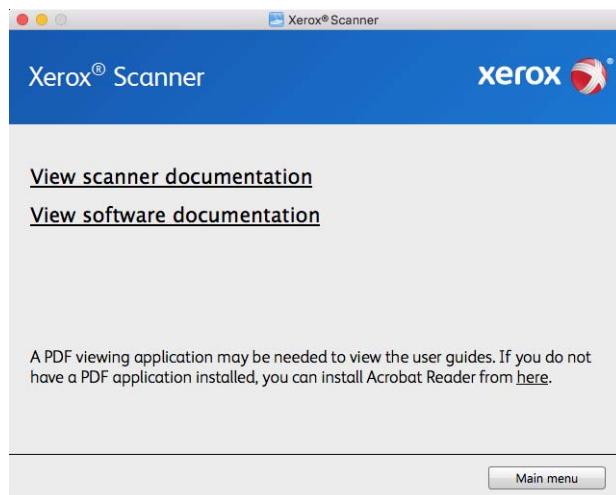 Xerox® Scanner
Xerox® Scanner
xerox®
View scanner documentation
View software documentation
A PDF viewing application may be needed to view the user guides. If you do not
have a PDF application installed, you can install Acrobat Reader from here.
Main menu